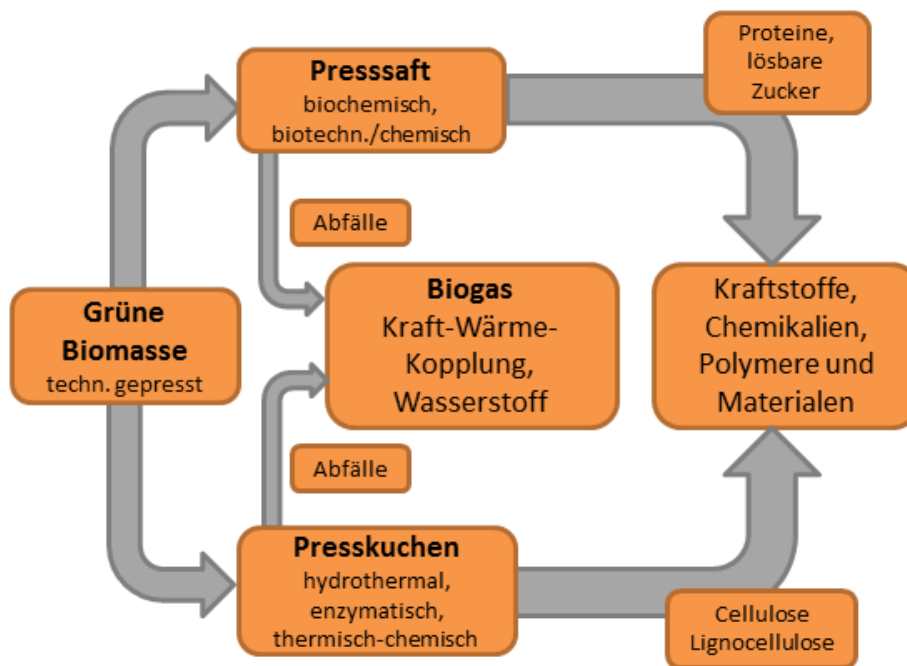 Proteine,
lösbare
Zucker
Presssaft
biochemisch,
biotechn./chemisch
Abfälle
Grüne
Biomasse
techn. gepresst
Biogas
Kraft-Wärme-
Kopplung,
Wasserstoff
Kraftstoffe,
Chemikalien,
Polymere und
Materialen
Abfälle
Presskuchen
hydrothermal,
enzymatisch,
thermisch-chemisch
Cellulose
Lignocellulose